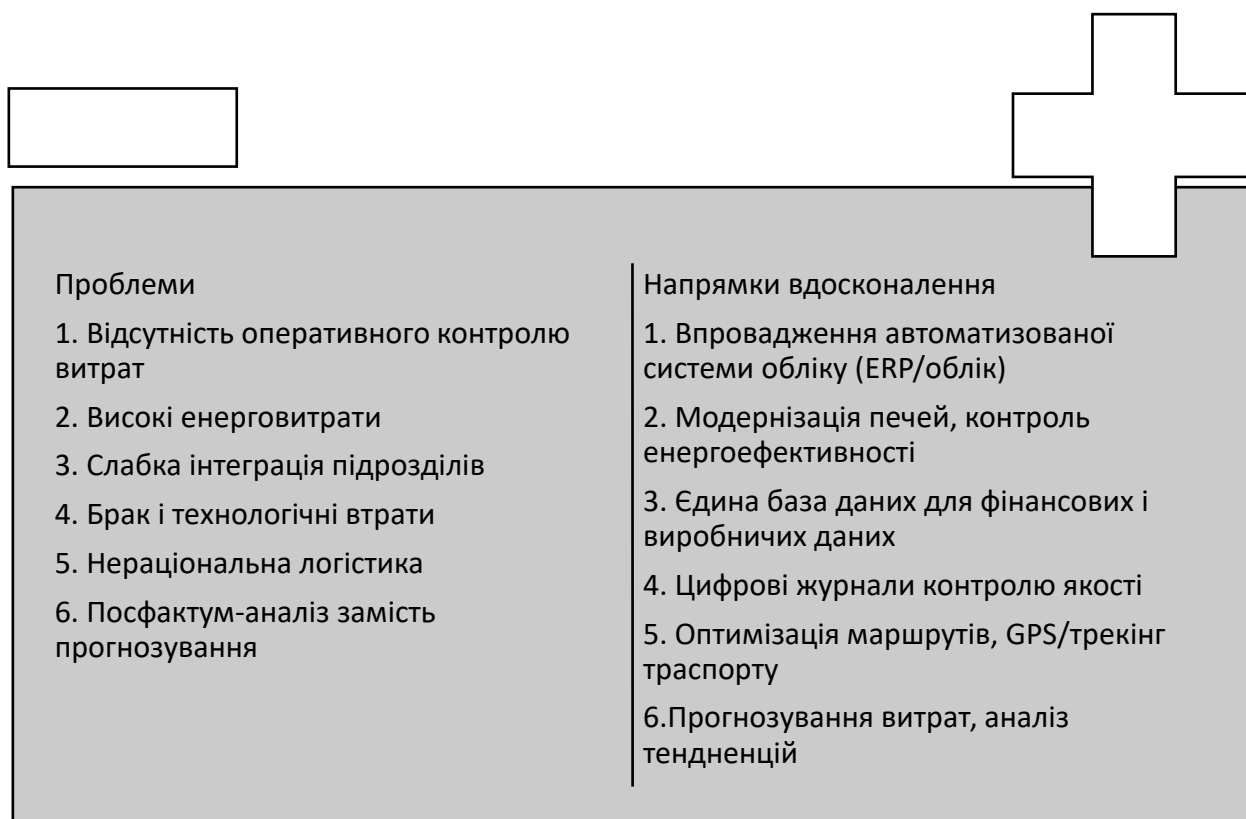 Проблеми
1. Відсутність оперативного контролю
витрат
2. Високі енерговитрати
3. Слабка інтеграція підрозділів
4. Брак і технологічні втрати
5. Нераціональна логістика
6. Посфактум-аналіз замість
прогнозування
Напрямки вдосконалення
1. Впровадження автоматизованої
системи обліку (ERP/облік)
2. Модернізація печей, контроль
енергоефективності
3. Єдина база даних для фінансових і
виробничих даних
4. Цифрові журнали контролю якості
5. Оптимізація маршрутів, GPS/трекінг
траспорту
6.Прогнозування витрат, аналіз
тендненцій